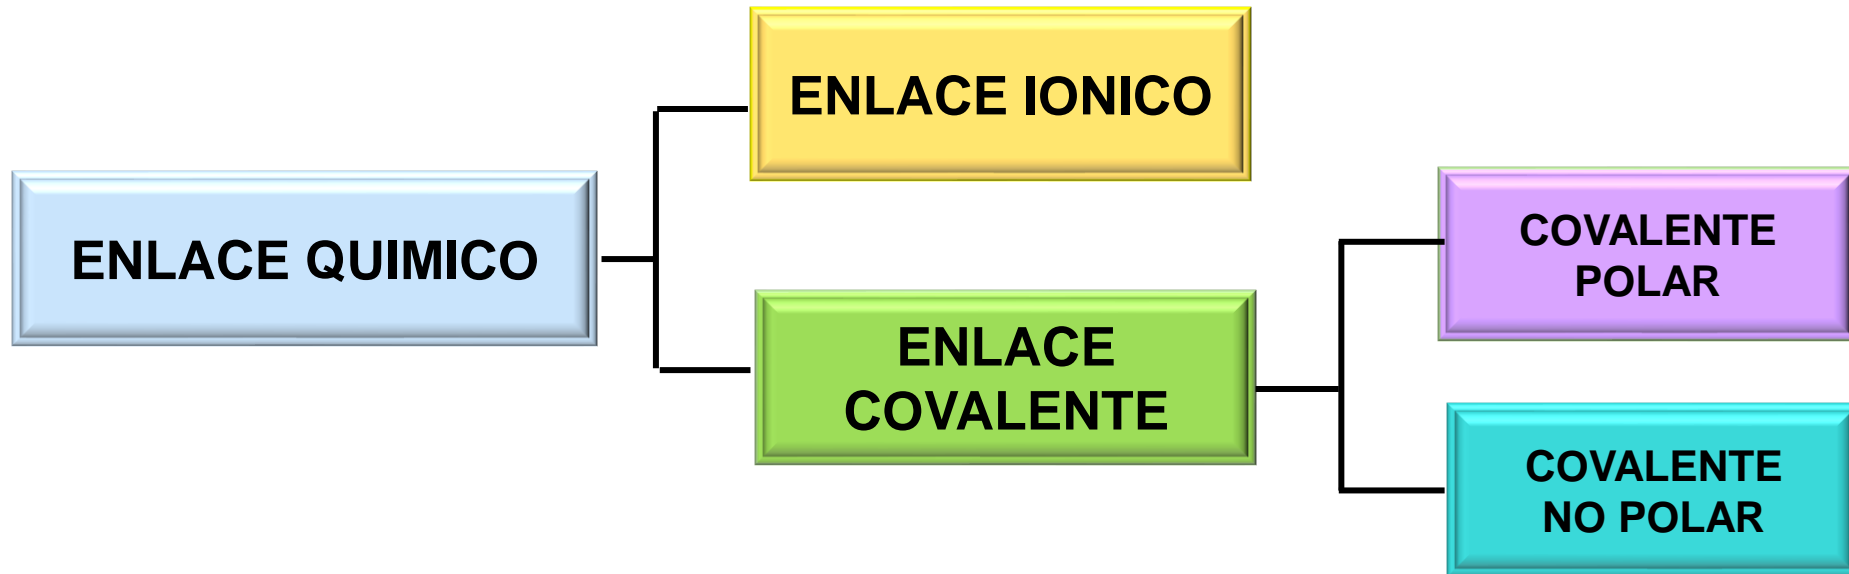 ENLACE IONICO
ENLACE QUIMICO
ENLACE
COVALENTE
COVALENTE
POLAR
COVALENTE
NO POLAR